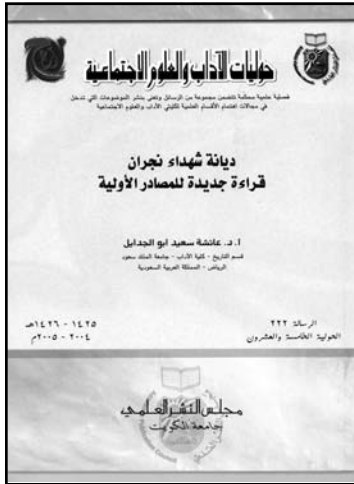 حوليات الآداب والعلوم الاجتماعية
فصلية علمية محكمة تتضمن مجموعة من الرسائل وتعنى بنشر الموضوعات التي تدخل
في مجالات اهتمام الأقسام العلمية لكليتي الآداب والعلوم الاجتماعية
ديانة شهداء نجران
قراءة جديدة للمصادر الأولية
ا. د. عائشة سعيد ابو الجدايل
قسم التاريخ - كلية الآداب - جامعة الملك سعود
الرياض - المملكة العربية السعودية
الرسالة ٢٢٢
الحولية الخامسة والعشرون
١٤٢٥ - ١٤٢٦هـ
٢٠٠٤ - ٢٠٠٥م
مجلس النشر العلمي
جامعة الكويت